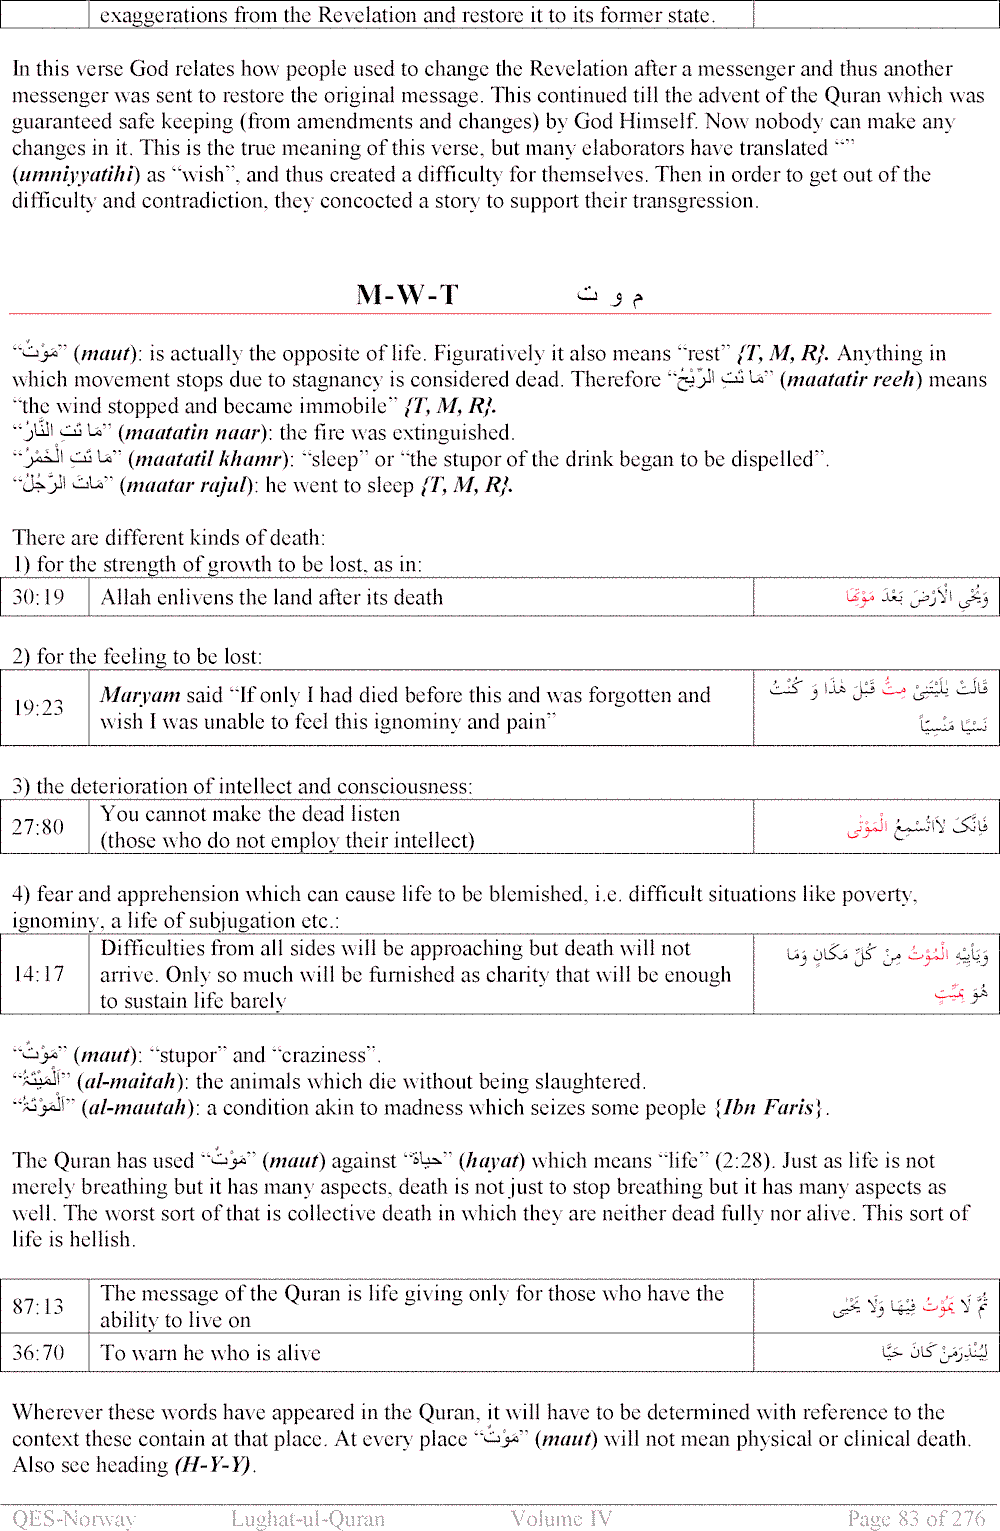 exaggerations from the Revelation and restore it to its former state.
In this verse God relates how people used to change the Revelation after a messenger and thus another
messenger was sent to restore the original message. This continued till the advent of the Quran which was
guaranteed safe keeping (from amendments and changes) by God Himself. Now nobody can make any
changes in it. This is the true meaning of this verse, but many elaborators have translated “”
(umniyyatihi) as “wish”, and thus created a difficulty for themselves. Then in order to get out of the
difficulty and contradiction, they concocted a story to support their transgression.
M-W-T م و ت
“مَوْتٌ” (maut): is actually the opposite of life. Figuratively it also means “rest” {T, M, R}. Anything in
which movement stops due to stagnancy is considered dead. Therefore “مَا تَتِ الرِّيْحُ” (maatatir reeh) means
“the wind stopped and became immobile” {T, M, R}.
“مَا تَتِ النَّارُ” (maatatin naar): the fire was extinguished.
“مَا تَتِ الْخَمْرُ” (maatatil khamr): “sleep” or “the stupor of the drink began to be dispelled”.
“مَاتَ الرَّجُلُ” (maatar rajul): he went to sleep {T, M, R}.
There are different kinds of death:
1) for the strength of growth to be lost, as in:
30:19 Allah enlivens the land after its death وَيُحْيِ الْاَرْضَ بَعْدَ مَوْتِهَا
2) for the feeling to be lost:
19:23 Maryam said “If only I had died before this and was forgotten and قَالَتْ يٰلَيْتَنِىْ مِتُّ قَبْلَ هٰذَا وَ كُنْتُ
wish I was unable to feel this ignominy and pain” نَسْيًا مَنْسِيّاً
3) the deterioration of intellect and consciousness:
27:80 You cannot make the dead listen فَاِنَّکَ لاَتُسْمِعُ الْمَوْتٰى
(those who do not employ their intellect)
4) fear and apprehension which can cause life to be blemished, i.e. difficult situations like poverty,
ignominy, a life of subjugation etc.:
14:17 Difficulties from all sides will be approaching but death will not وَيَأْتِيْهِ الْمَوْتُ مِنْ كُلِّ مَكَانٍ وَمَا
arrive. Only so much will be furnished as charity that will be enough هُوَ بِمَيِّتٍ
to sustain life barely
“مَوْتٌ” (maut): “stupor” and “craziness”.
“اَلْمَيْتَةُ” (al-maitah): the animals which die without being slaughtered.
“اَلْمَوْتَةُ” (al-mautah): a condition akin to madness which seizes some people {Ibn Faris}.
The Quran has used “مَوْتٌ” (maut) against “حياة” (hayat) which means “life” (2:28). Just as life is not
merely breathing but it has many aspects, death is not just to stop breathing but it has many aspects as
well. The worst sort of that is collective death in which they are neither dead fully nor alive. This sort of
life is hellish.
87:13 The message of the Quran is life giving only for those who have the ثُمَّ لَا يَمُوْتُ فِيْهَا وَلَا يَحْيٰى
ability to live on
36:70 To warn he who is alive لِيُنْذِرَمَنْ كَانَ حَيًّا
Wherever these words have appeared in the Quran, it will have to be determined with reference to the
context these contain at that place. At every place “مَوْتٌ” (maut) will not mean physical or clinical death.
Also see heading (H-Y-Y).
QES-Norway Lughat-ul-Quran Volume IV Page 83 of 276